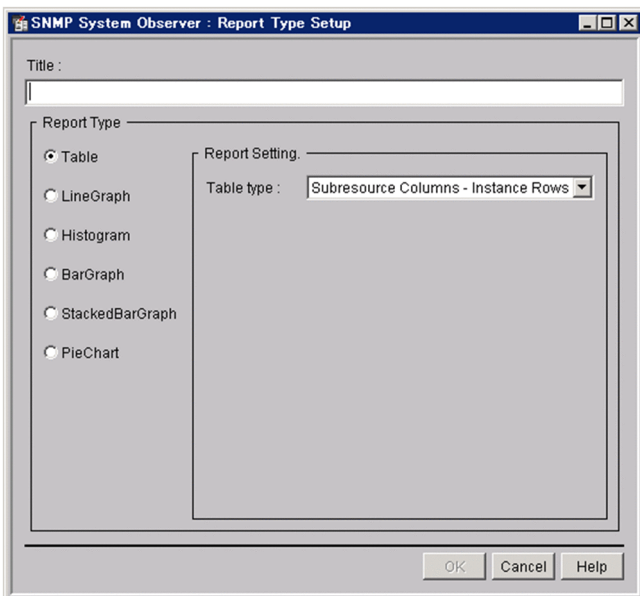 SNMP System Observer : Report Type Setup
Title :
Report Type
Table
LineGraph
Histogram
BarGraph
StackedBarGraph
PieChart
Report Setting.
Table type :
Subresource Columns - Instance Rows
OK
Cancel
Help